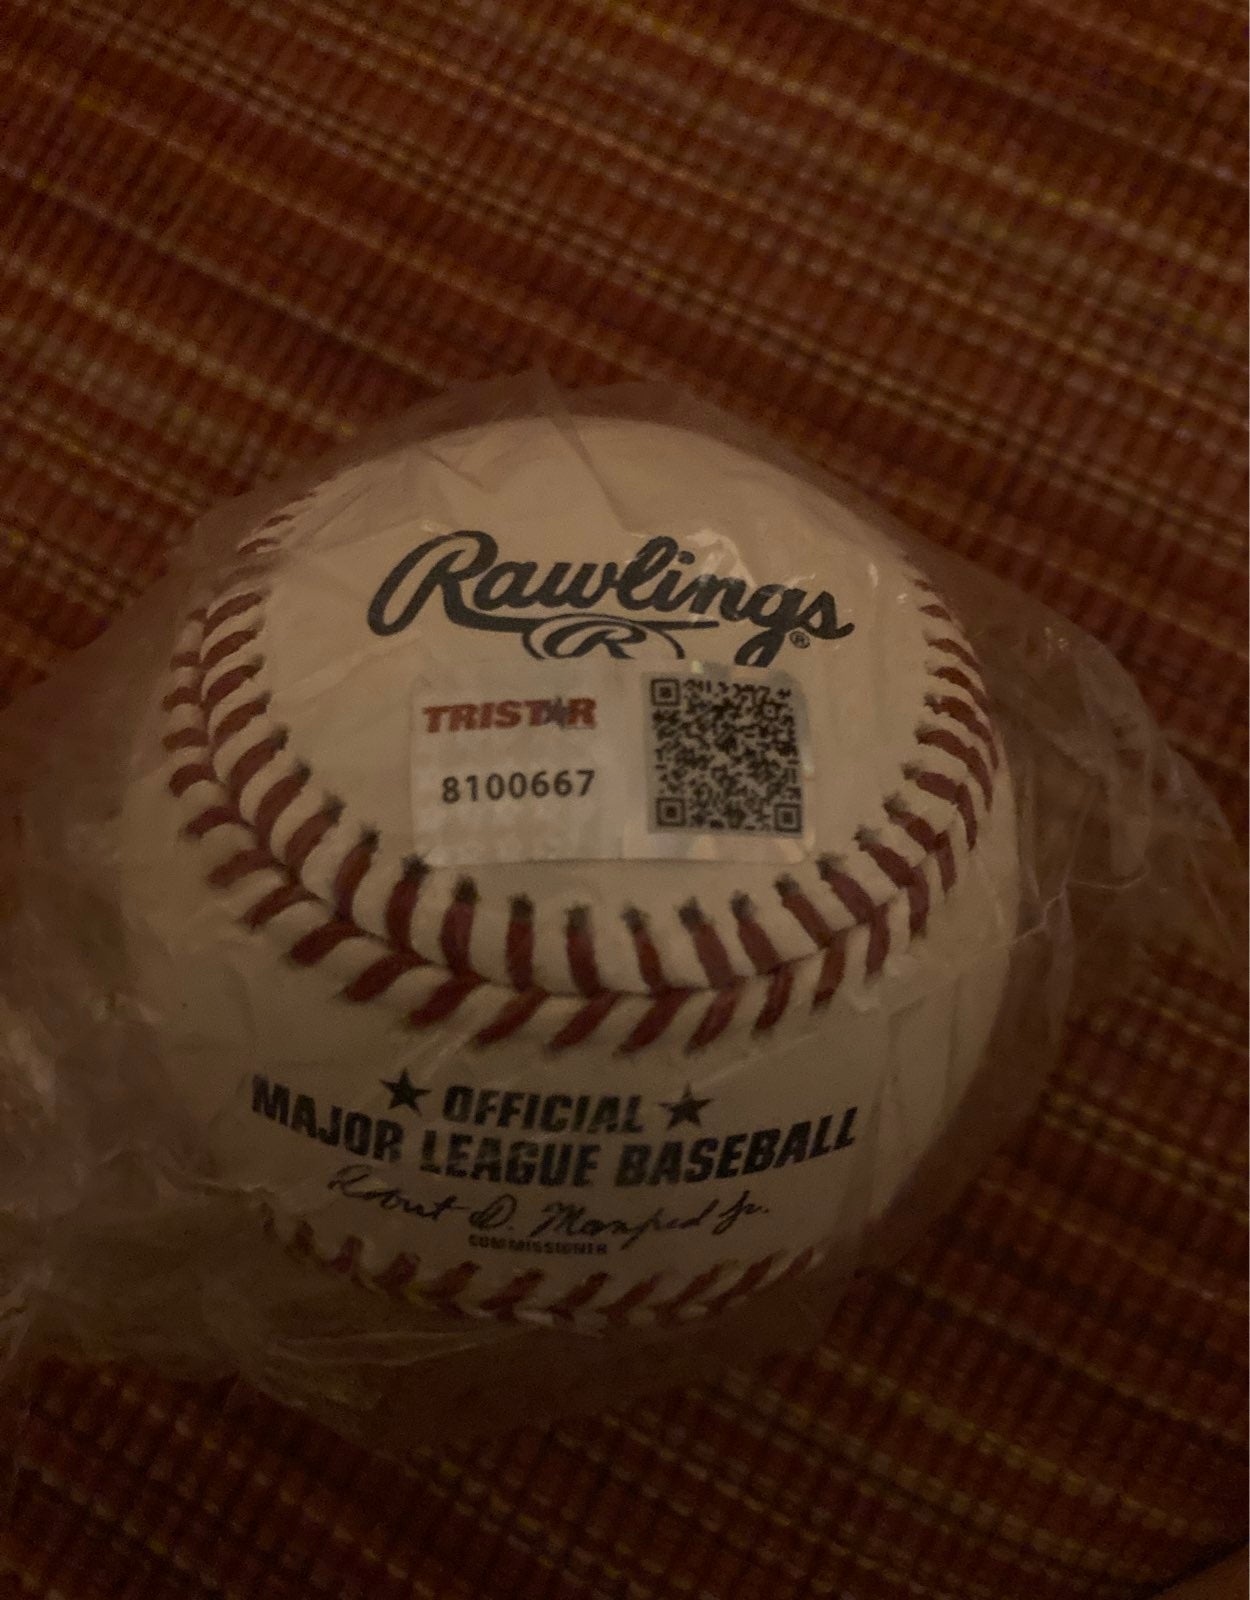 Rawlings®
R
TRISTAR
8100667
OFFICIAL
MAJOR LEAGUE BASEBALL
Robert D. Manfred Jr.
COMMISSIONER